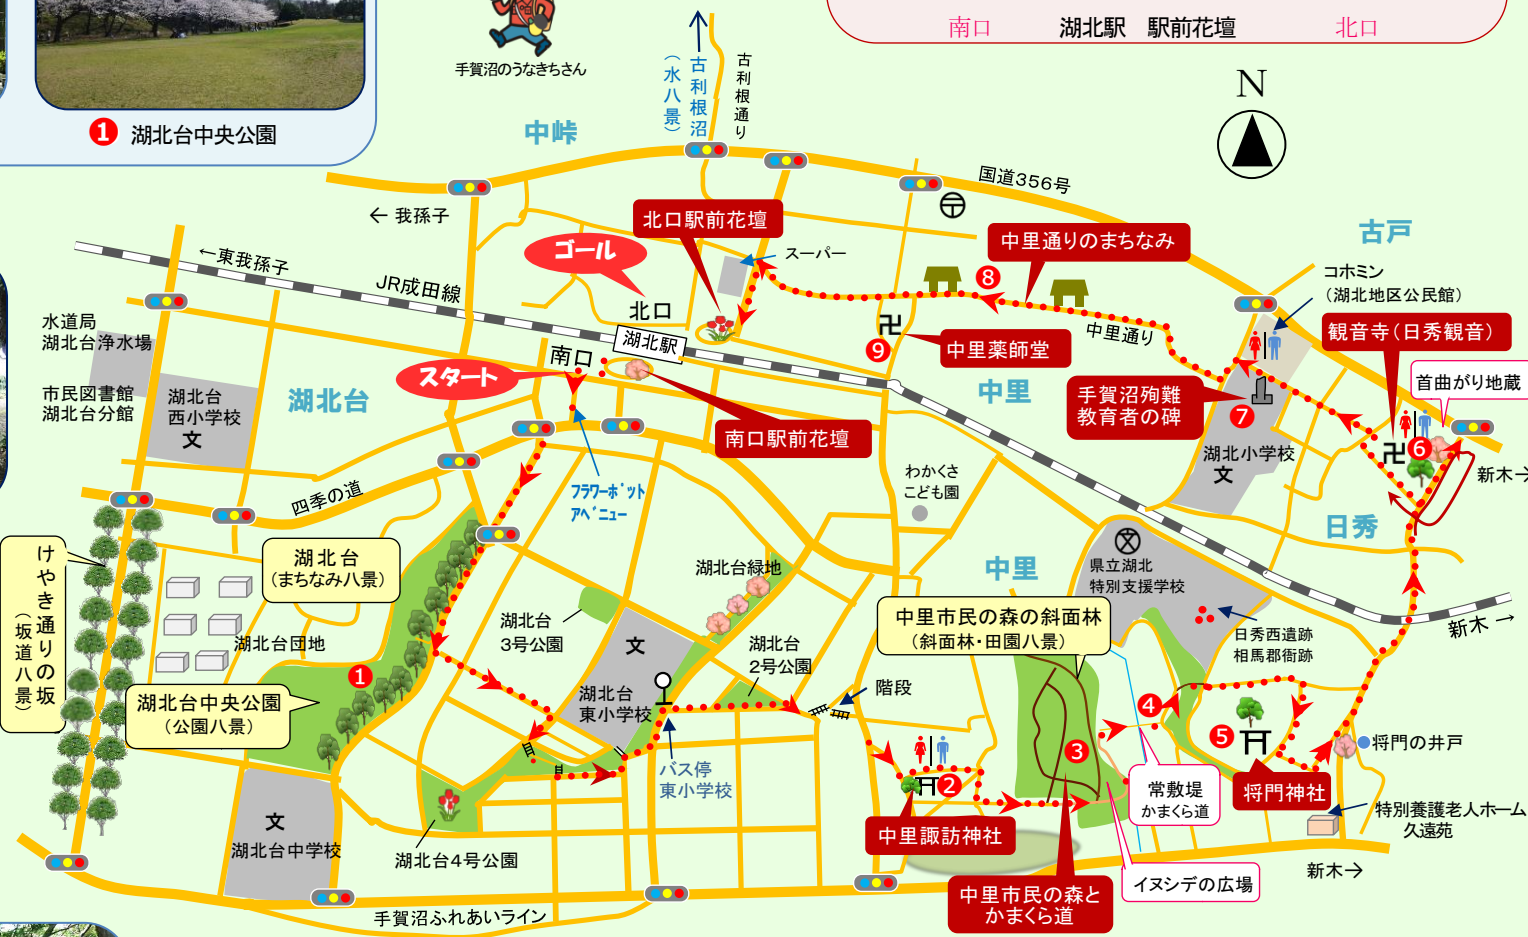 南口
湖北駅 駅前花壇
北口
手賀沼のうなきちさん
❶ 湖北台中央公園
N
中峠
古利根沼
(水八景)
古利根通り
国道356号
← 我孫子
北口駅前花壇
ゴール
スーパー
中里通りのまちなみ
❽
古戸
コホミン
(湖北地区公民館)
←東我孫子
JR成田線
北口
湖北駅
南口
スタート
水道局
湖北台浄水場
市民図書館
湖北台分館
湖北台
西小学校
文
湖北台
南口駅前花壇
❾
中里薬師堂
中里通り
中里
手賀沼殉難
教育者の碑
❼
湖北小学校
文
観音寺(日秀観音)
首曲がり地蔵
❻
新木→
日秀
四季の道
フラワーポット
アベニュー
わかくさ
こども園
けやき通りの坂
(坂道八景)
湖北台
(まちなみ八景)
湖北台団地
湖北台中央公園
(公園八景)
❶
湖北台
3号公園
文
湖北台
東小学校
湖北台緑地
湖北台
2号公園
階段
バス停
東小学校
中里
中里市民の森の斜面林
(斜面林・田園八景)
県立湖北
特別支援学校
日秀西遺跡
相馬郡衙跡
新木 →
❷
中里諏訪神社
❸
❹
❺
将門神社
将門の井戸
常敷堤
かまくら道
特別養護老人ホーム
久遠苑
新木→
イヌシデの広場
中里市民の森と
かまくら道
文
湖北台中学校
湖北台4号公園
手賀沼ふれあいライン